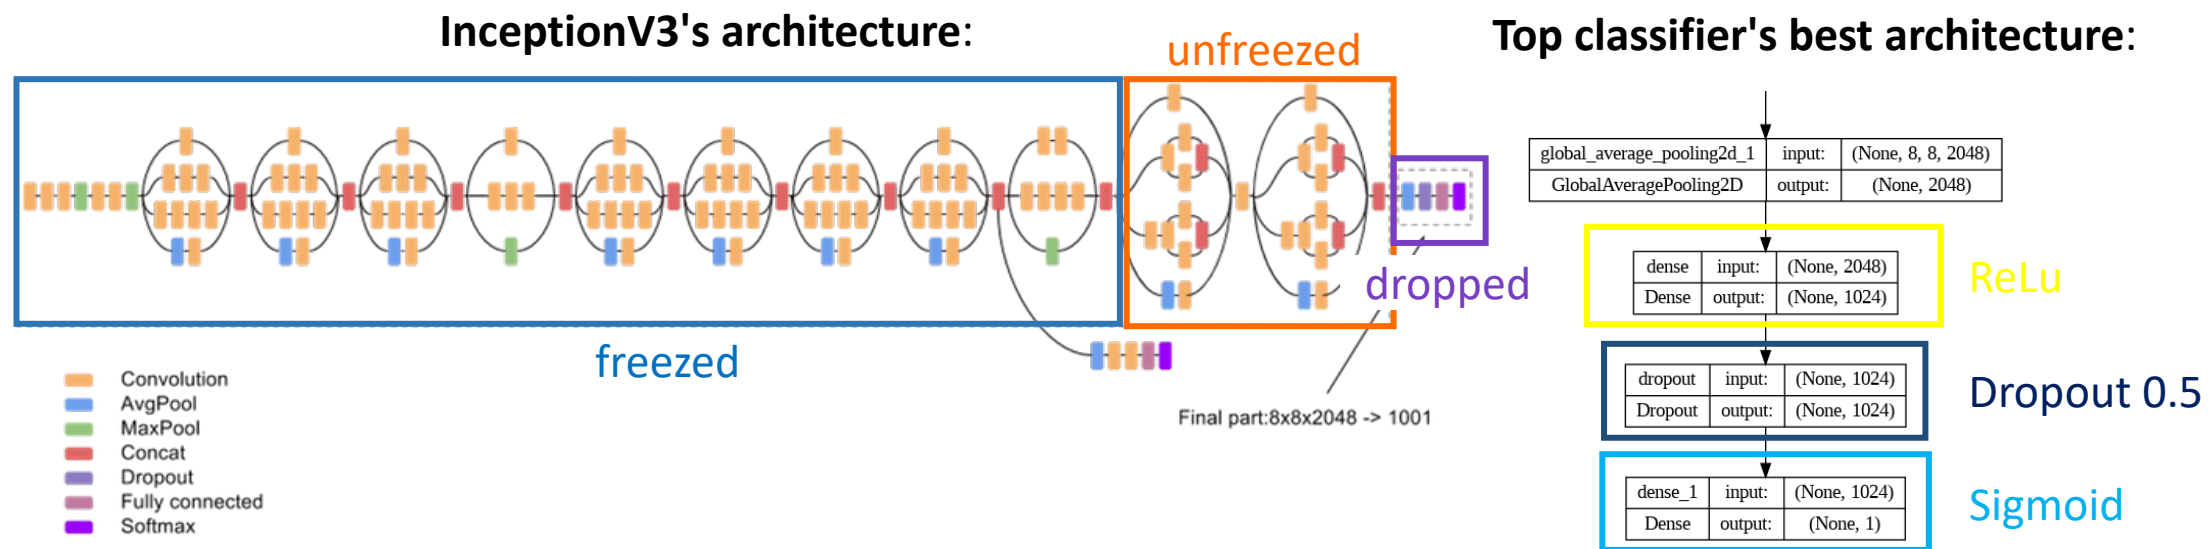 InceptionV3's architecture:
unfreezed
freezed
dropped
Final part:8x8x2048 -> 1001
Convolution
AvgPool
MaxPool
Concat
Dropout
Fully connected
Softmax
Top classifier's best architecture:
global_average_pooling2d_1 input: (None, 8, 8, 2048)
GlobalAveragePooling2D output: (None, 2048)
dense input: (None, 2048)
Dense output: (None, 1024)
ReLu
dropout input: (None, 1024)
Dropout output: (None, 1024)
Dropout 0.5
dense_1 input: (None, 1024)
Dense output: (None, 1)
Sigmoid